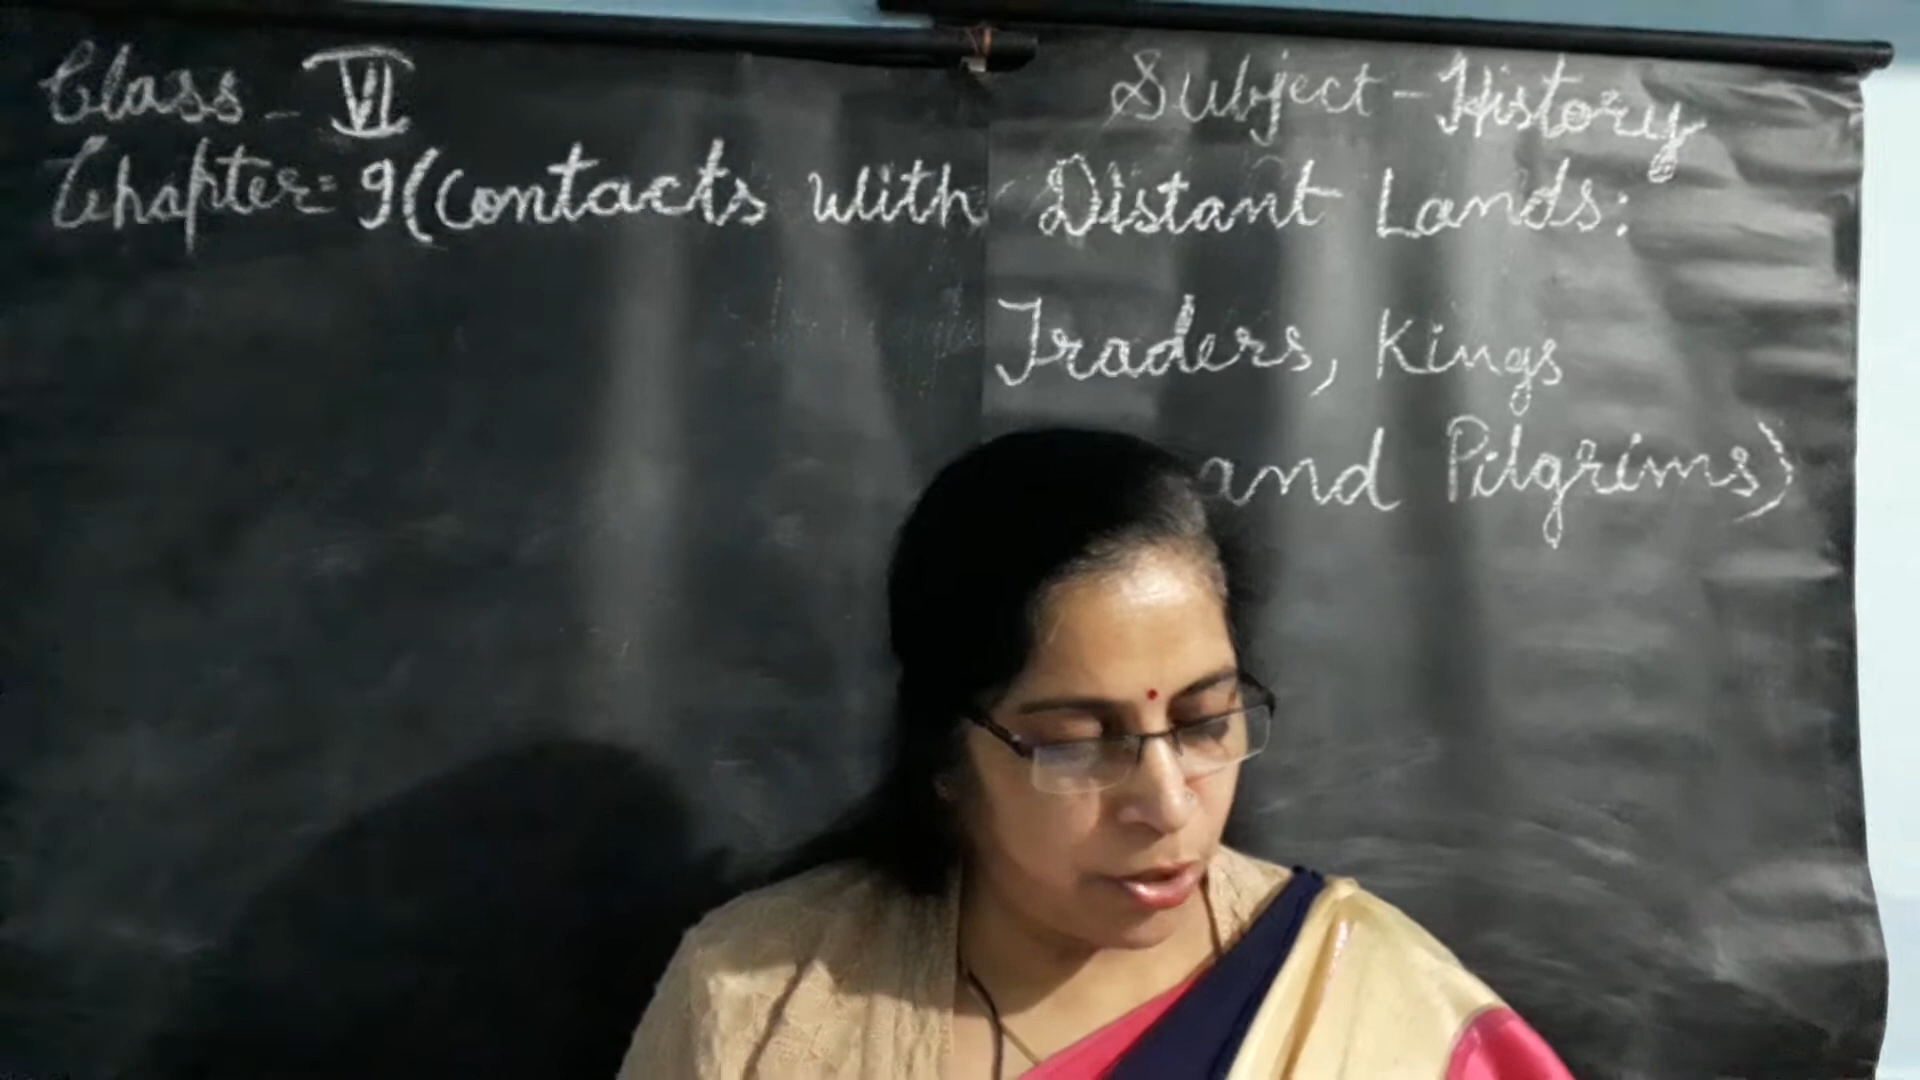 Class - VI
Subject - History
Chapter = 9 (Contacts with Distant Lands:
Traders, Kings
and Pilgrims)